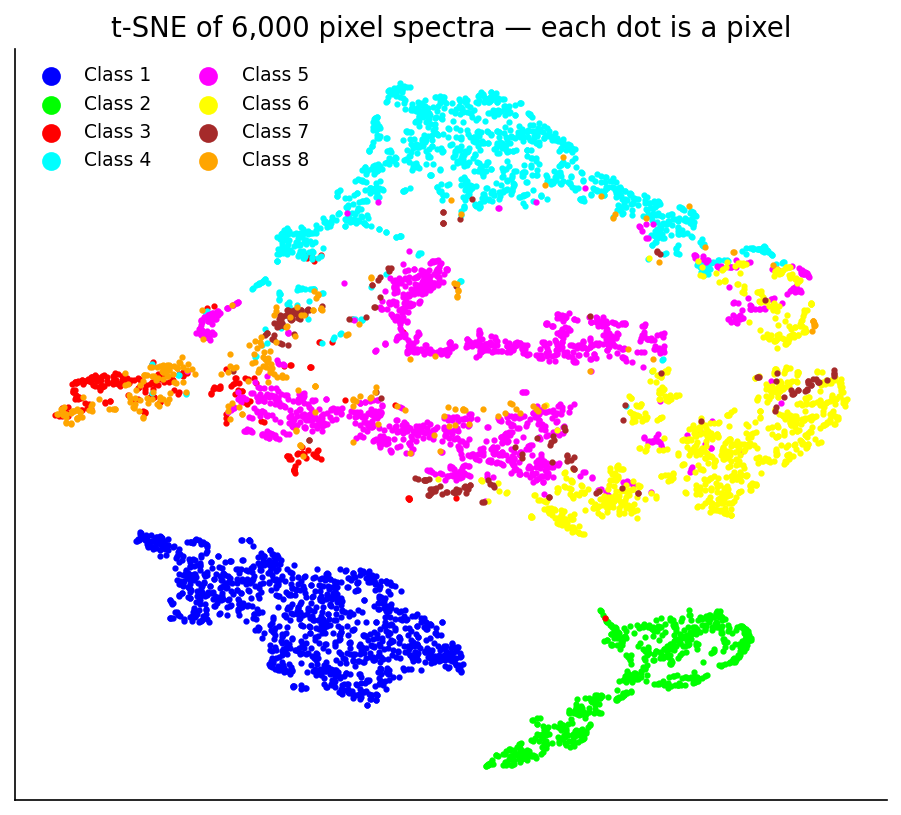 t-SNE of 6,000 pixel spectra — each dot is a pixel
Class 1
Class 2
Class 3
Class 4
Class 5
Class 6
Class 7
Class 8